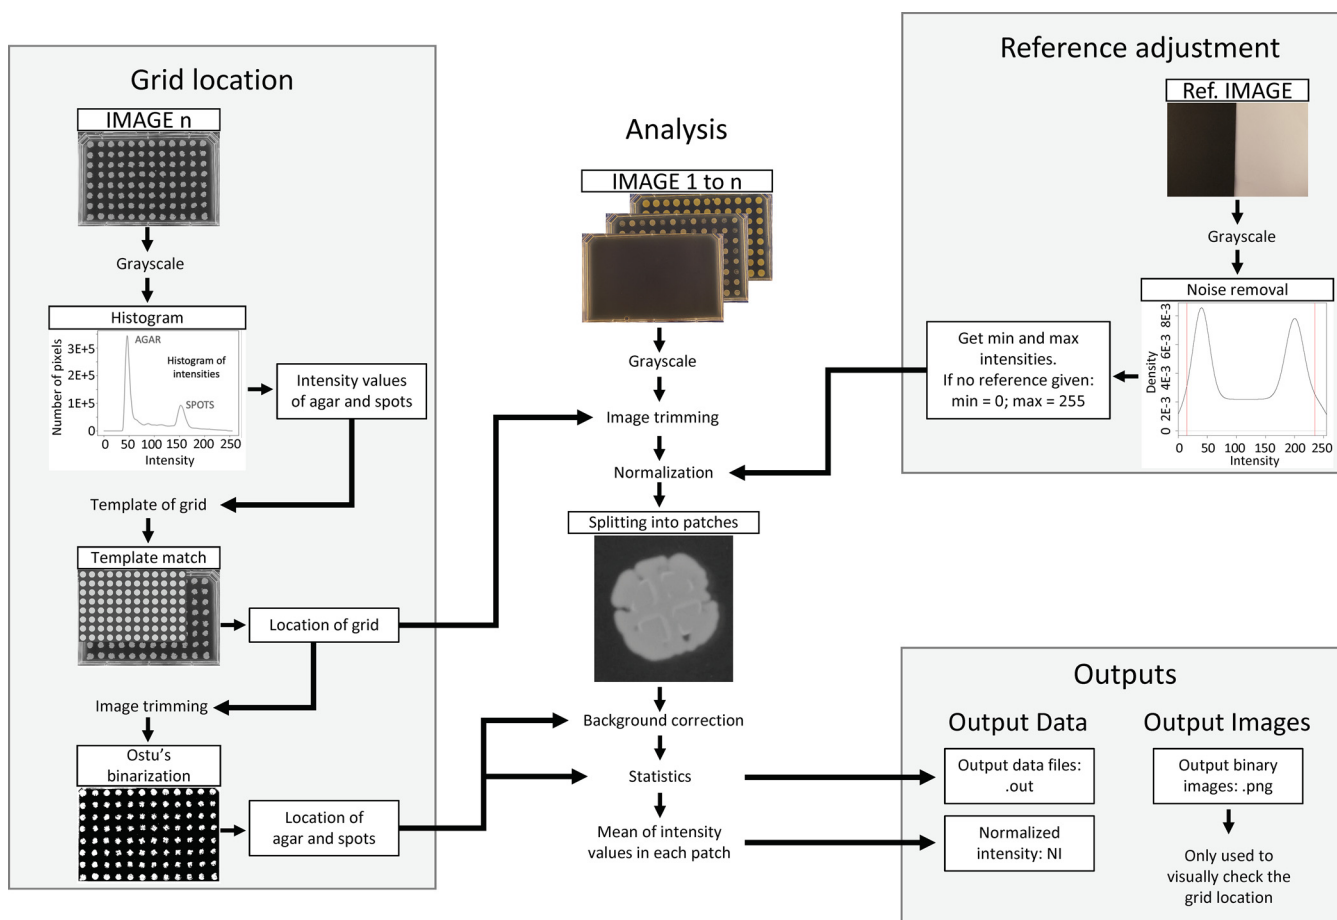 Grid location
IMAGE n
Grayscale
Histogram
Number of pixels
3E+5
2E+5
1E+5
0
AGAR
Histogram of
intensities
SPOTS
0 50 100 150 200 250
Intensity
Intensity values
of agar and spots
Template of grid
Template match
Location of grid
Image trimming
Ostu's
binarization
Location of
agar and spots
Analysis
IMAGE 1 to n
Grayscale
Image trimming
Normalization
Splitting into patches
Background correction
Statistics
Mean of intensity
values in each patch
Reference adjustment
Ref. IMAGE
Grayscale
Noise removal
Density
0 2E-3 4E-3 6E-3 8E-3
0 50 100 150 200 250
Intensity
Get min and max
intensities.
If no reference given:
min = 0; max = 255
Outputs
Output Data
Output data files:
.out
Normalized
intensity: NI
Output Images
Output binary
images: .png
Only used to
visually check the
grid location